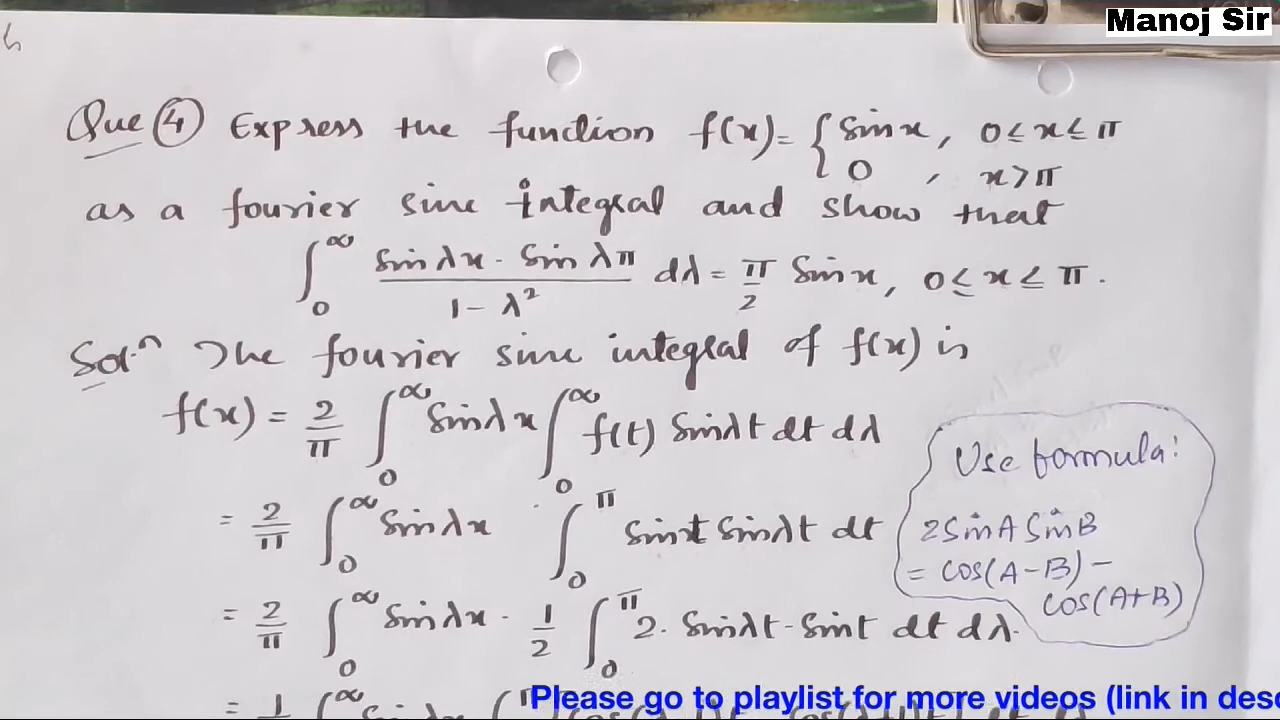 Manoj Sir
Que (4) Express the function f(x) = { sin x, 0 ≤ x ≤ π
0 , x > π
as a fourier sine integral and show that
∫₀^∞ (sin λx · sin λπ)/(1 - λ²) dλ = π/2 sin x, 0 ≤ x ≤ π.
Solⁿ The fourier sine integral of f(x) is
f(x) = 2/π ∫₀^∞ sin λx ∫₀^∞ f(t) sin λt dt dλ
Use formula:
= 2/π ∫₀^∞ sin λx ∫₀^π sin t sin λt dt
2 sin A sin B
= cos(A-B) -
cos(A+B)
= 2/π ∫₀^∞ sin λx · 1/2 ∫₀^π 2. sin λt · sin t dt dλ.
Please go to playlist for more videos (link in desc